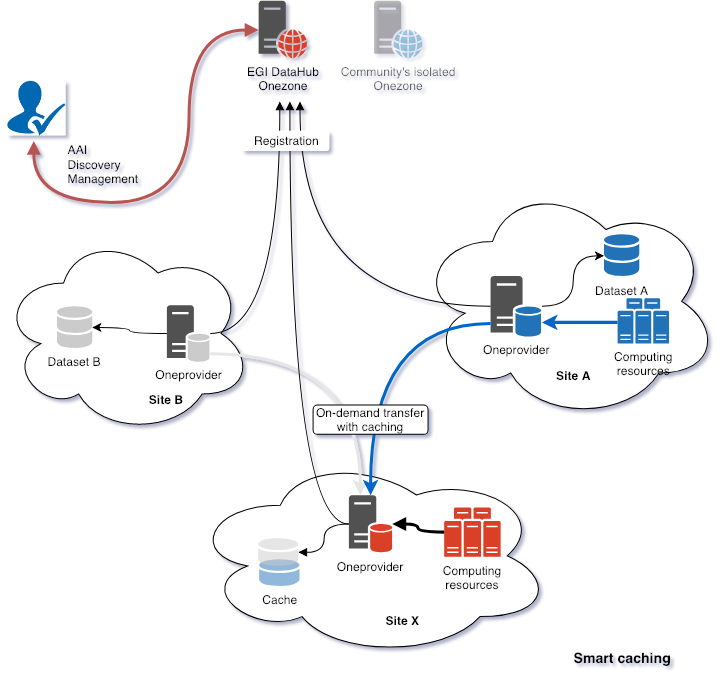 EGI DataHub
Onezone
Community's isolated
Onezone
Registration
AAI
Discovery
Management
Dataset A
Dataset B
Oneprovider
Site B
Oneprovider
Computing
resources
Site A
On-demand transfer
with caching
Oneprovider
Computing
resources
Cache
Site X
Smart caching